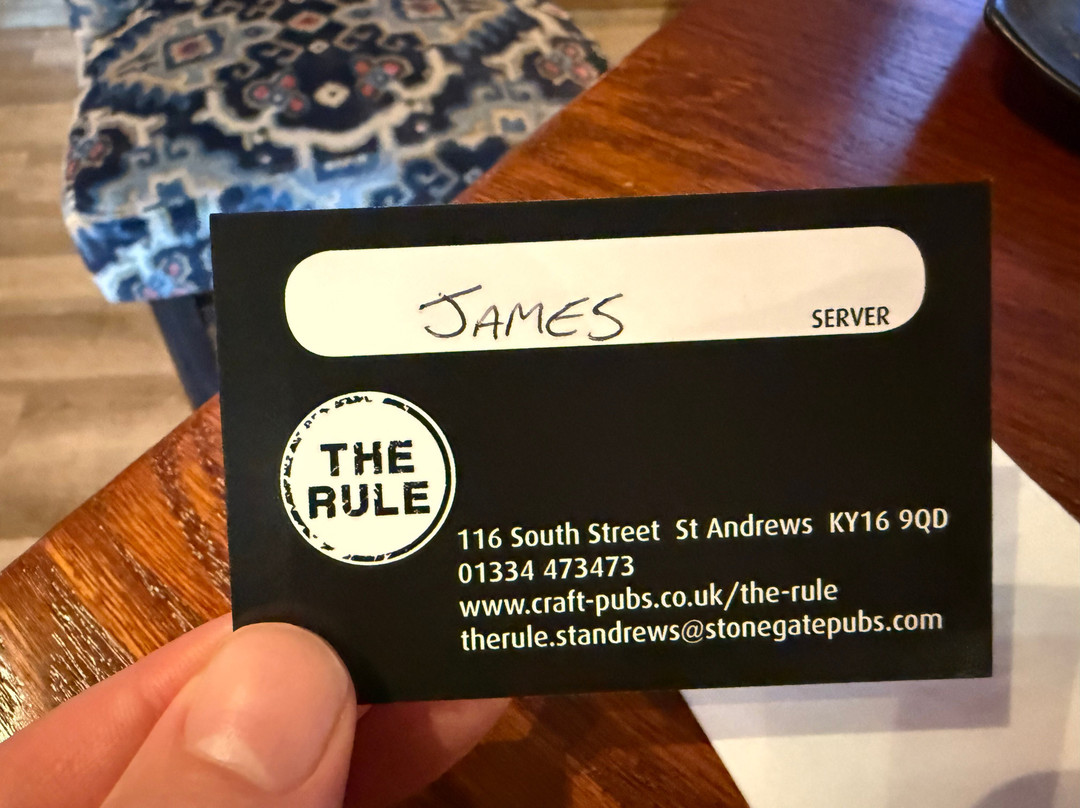 JAMES
SERVER
THE
RULE
116 South Street St Andrews KY16 9QD
01334 473473
www.craft-pubs.co.uk/the-rule
therule.standrews@stonegatepubs.com